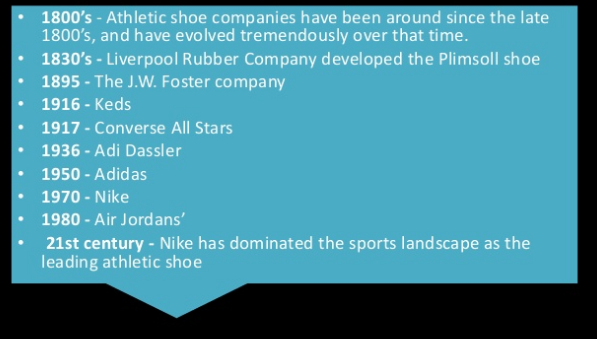 • 1800’s - Athletic shoe companies have been around since the late
1800’s, and have evolved tremendously over that time.
• 1830’s - Liverpool Rubber Company developed the Plimsoll shoe
• 1895 - The J.W. Foster company
• 1916 - Keds
• 1917 - Converse All Stars
• 1936 - Adi Dassler
• 1950 - Adidas
• 1970 - Nike
• 1980 - Air Jordans’
• 21st century - Nike has dominated the sports landscape as the
leading athletic shoe